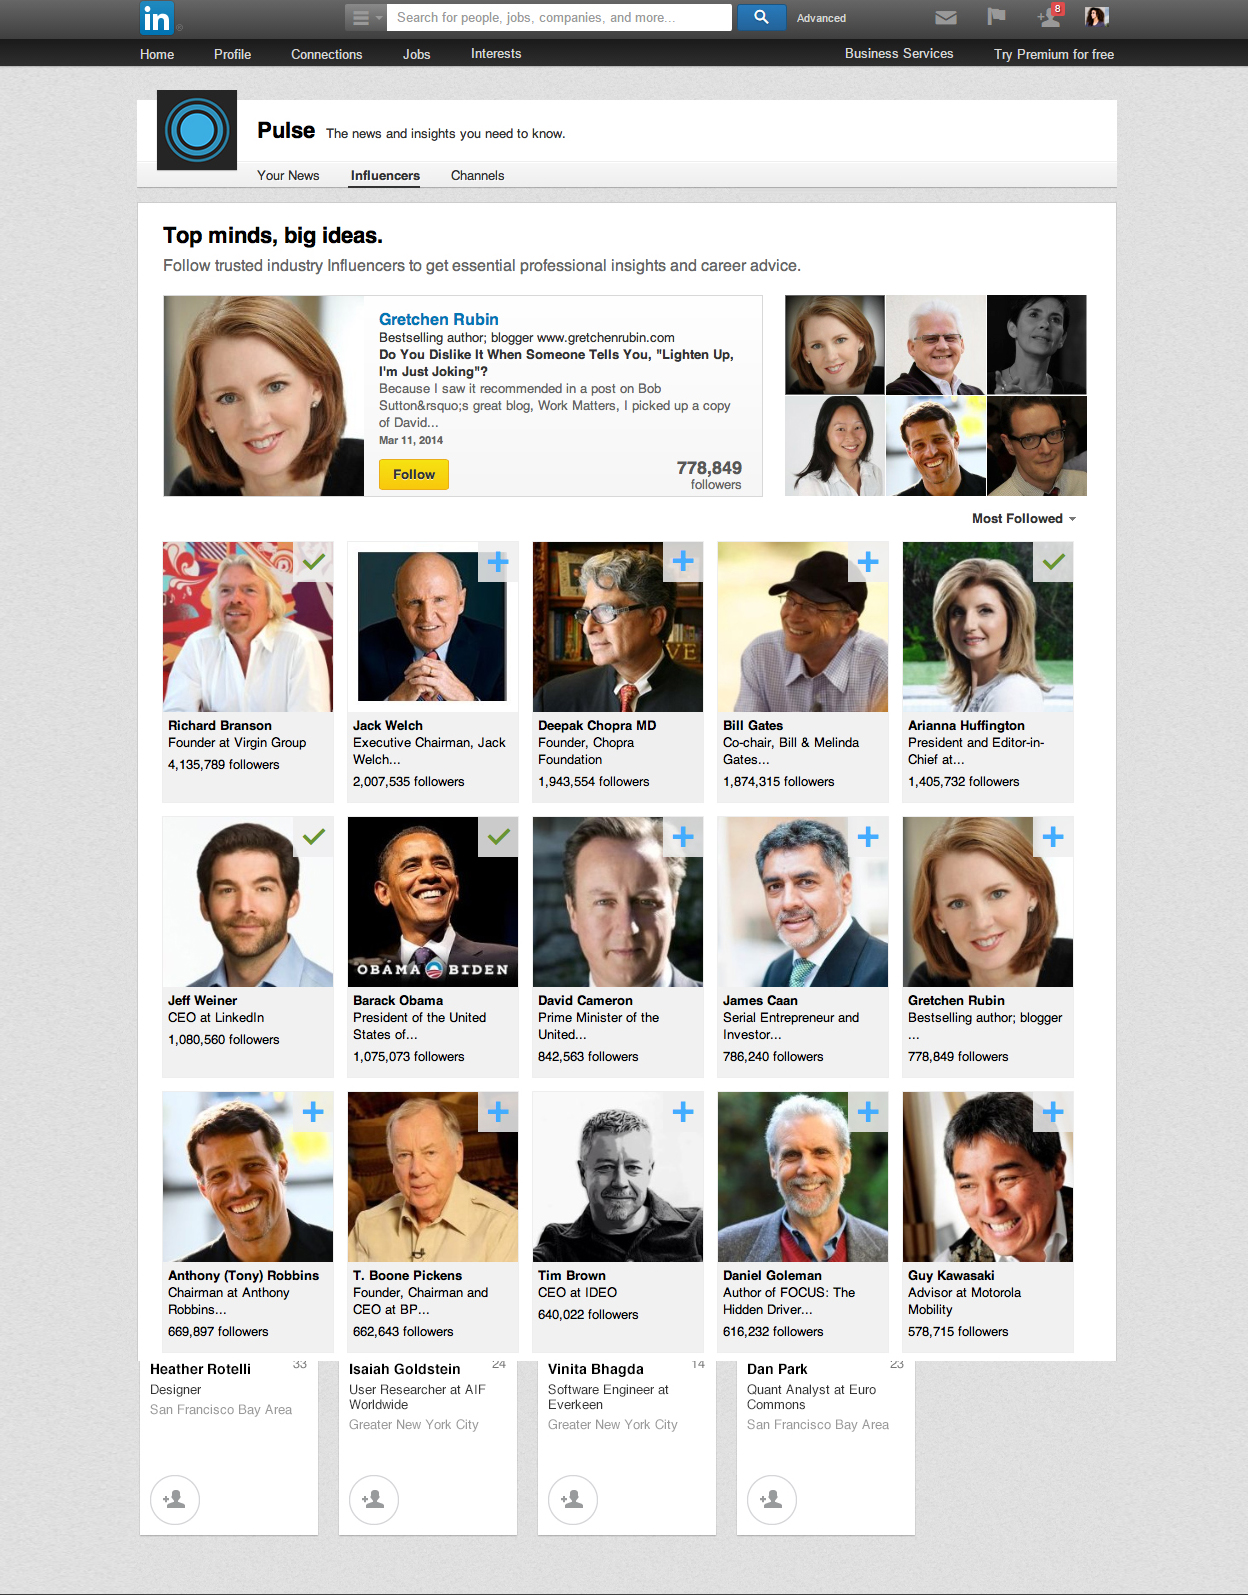 in
Search for people, jobs, companies, and more...
Advanced
8
Home Profile Connections Jobs Interests Business Services Try Premium for free
Pulse The news and insights you need to know.
Your News Influencers Channels
Top minds, big ideas.
Follow trusted industry Influencers to get essential professional insights and career advice.
Gretchen Rubin
Bestselling author; blogger www.gretchenrubin.com
Do You Dislike It When Someone Tells You, "Lighten Up,
I'm Just Joking"?
Because I saw it recommended in a post on Bob
Sutton&rsquo;s great blog, Work Matters, I picked up a copy
of David...
Mar 11, 2014
Follow
778,849
followers
Most Followed
Richard Branson
Founder at Virgin Group
4,135,789 followers
Jack Welch
Executive Chairman, Jack
Welch...
2,007,535 followers
Deepak Chopra MD
Founder, Chopra
Foundation
1,943,554 followers
Bill Gates
Co-chair, Bill & Melinda
Gates...
1,874,315 followers
Arianna Huffington
President and Editor-in-
Chief at...
1,405,732 followers
Jeff Weiner
CEO at LinkedIn
1,080,560 followers
OBAMA BIDEN
Barack Obama
President of the United
States of...
1,075,073 followers
David Cameron
Prime Minister of the
United...
842,563 followers
James Caan
Serial Entrepreneur and
Investor...
786,240 followers
Gretchen Rubin
Bestselling author; blogger
...
778,849 followers
Anthony (Tony) Robbins
Chairman at Anthony
Robbins...
669,897 followers
T. Boone Pickens
Founder, Chairman and
CEO at BP...
662,643 followers
Tim Brown
CEO at IDEO
640,022 followers
Daniel Goleman
Author of FOCUS: The
Hidden Driver...
616,232 followers
Guy Kawasaki
Advisor at Motorola
Mobility
578,715 followers
Heather Rotelli 33
Designer
San Francisco Bay Area
Isaiah Goldstein 24
User Researcher at AIF
Worldwide
Greater New York City
Vinita Bhagda 14
Software Engineer at
Everkeen
Greater New York City
Dan Park 23
Quant Analyst at Euro
Commons
San Francisco Bay Area